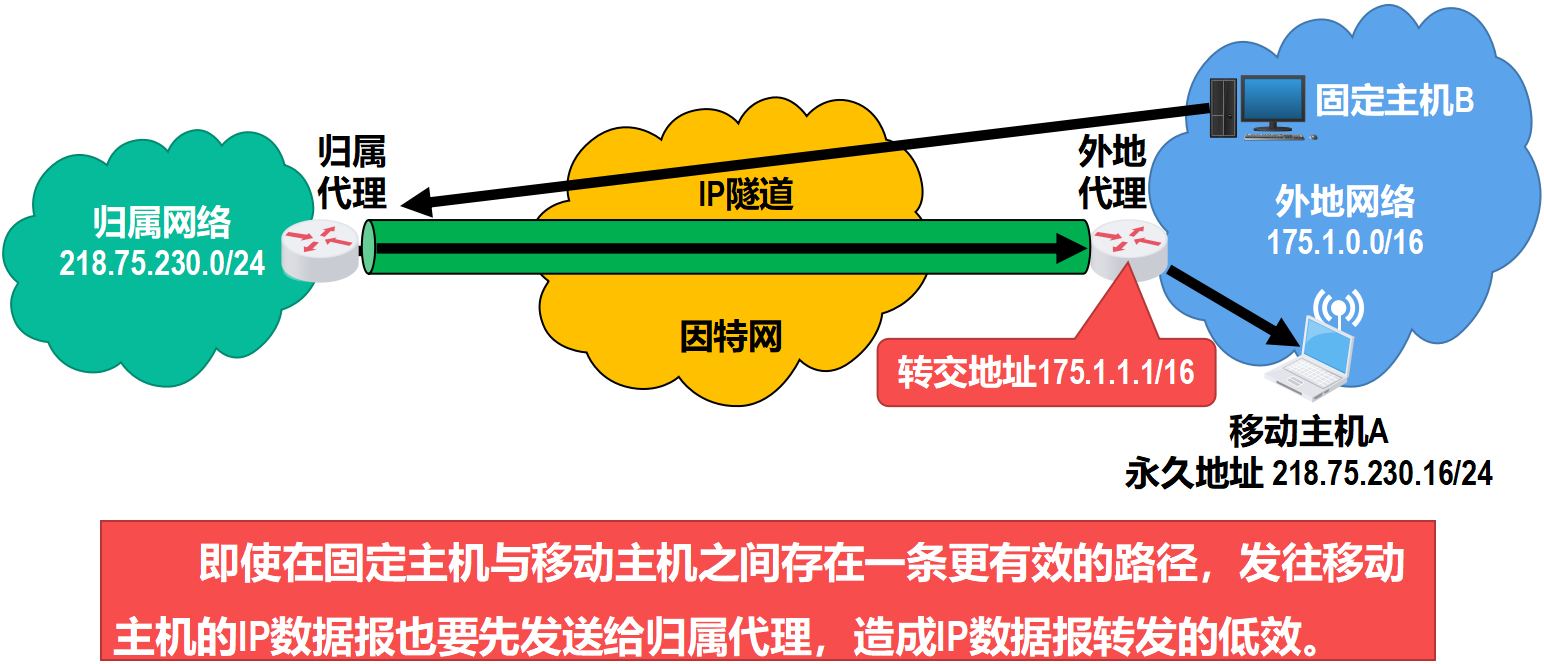 固定主机B
归属
代理
外地
代理
IP隧道
归属网络
218.75.230.0/24
外地网络
175.1.0.0/16
因特网
转交地址175.1.1.1/16
移动主机A
永久地址 218.75.230.16/24
即使在固定主机与移动主机之间存在一条更有效的路径，发往移动
主机的IP数据报也要先发送给归属代理，造成IP数据报转发的低效。